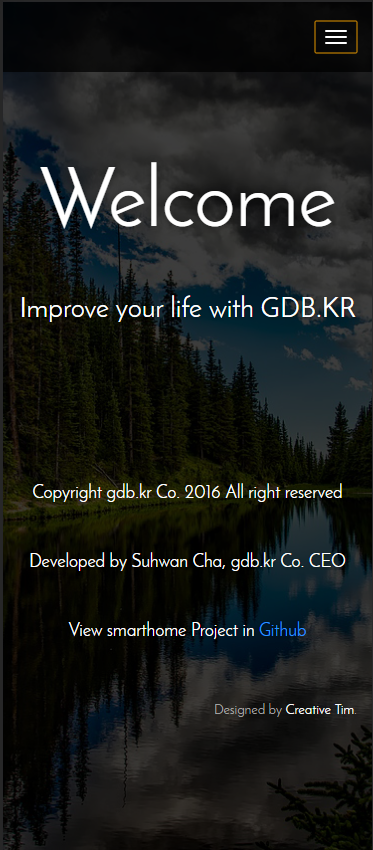 Welcome
Improve your life with GDB.KR
Copyright gdb.kr Co. 2016 All right reserved
Developed by Suhwan Cha, gdb.kr Co. CEO
View smarthome Project in Github
Designed by Creative Tim.